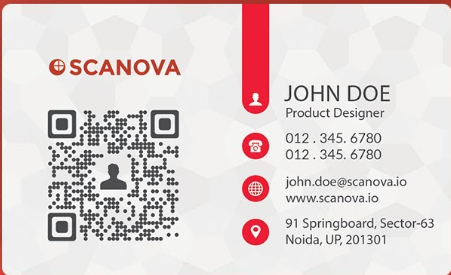 SCANOVA
JOHN DOE
Product Designer
012 . 345. 6780
012 . 345. 6780
john.doe@scanova.io
www.scanova.io
91 Springboard, Sector-63
Noida, UP, 201301